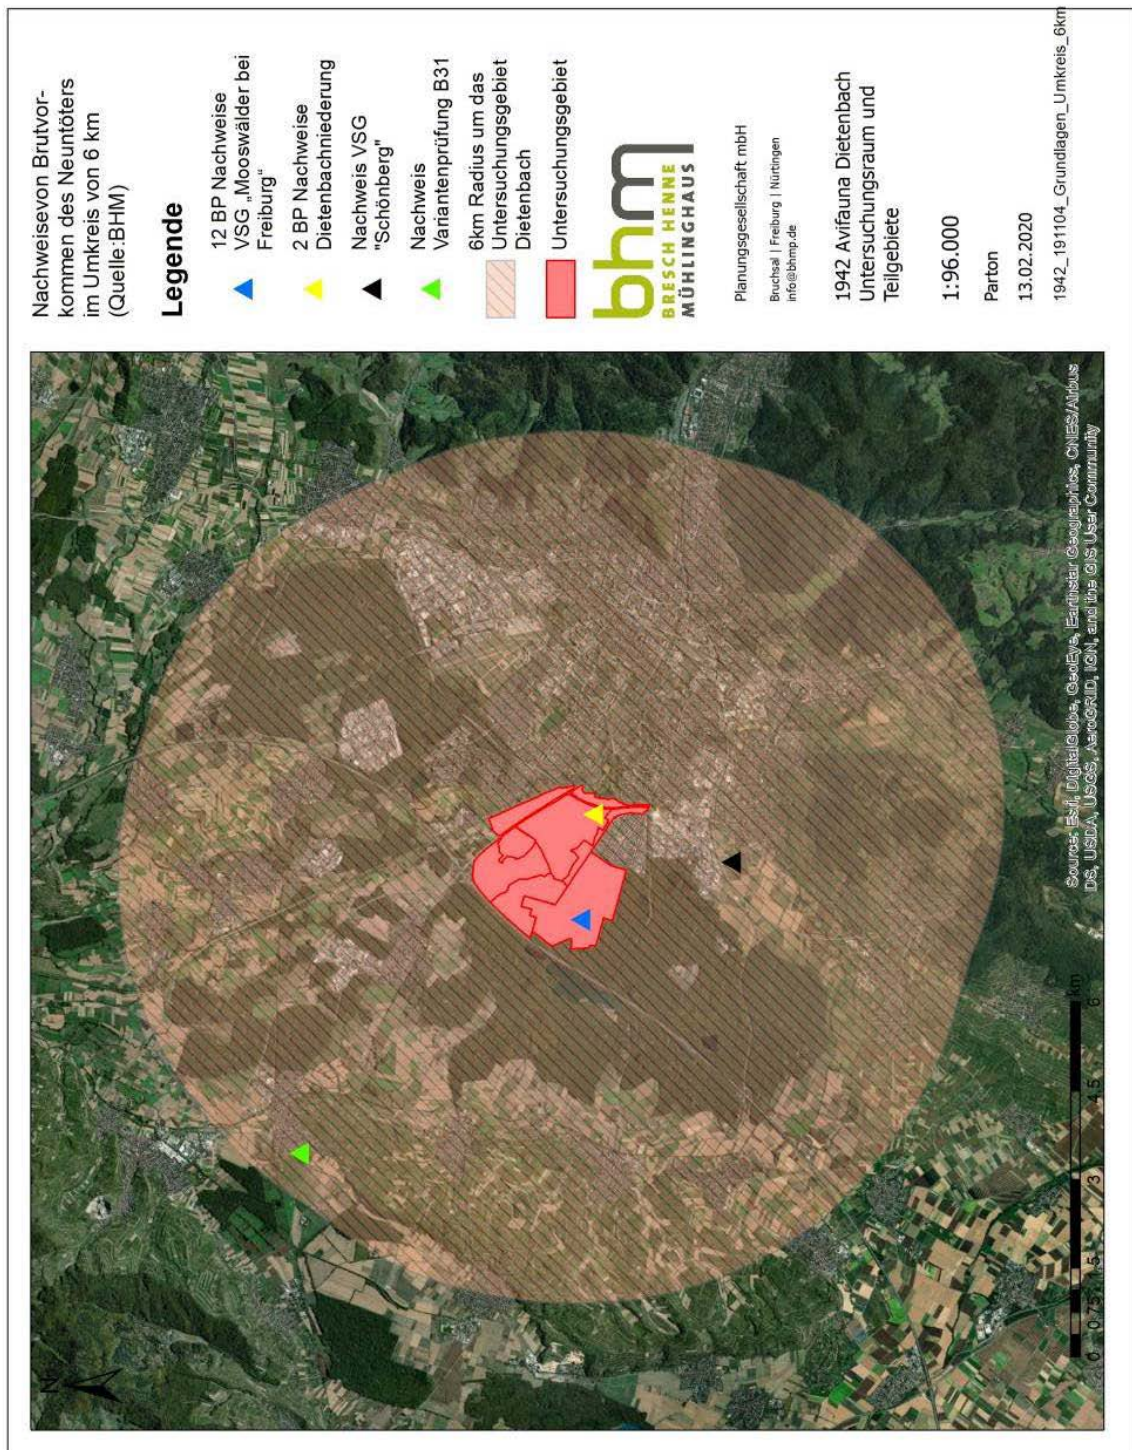 Nachweisevon Brutvor-
kommen des Neuntöters
im Umkreis von 6 km
(Quelle:BHM)
Legende
12 BP Nachweise
VSG „Mooswälder bei
Freiburg"
2 BP Nachweise
Dietenbachniederung
Nachweis VSG
"Schönberg"
Nachweis
Variantenprüfung B31
6km Radius um das
Untersuchungsgebiet
Dietenbach
Untersuchungsgebiet
bhm
BRESCH HENNE
MÜHLINGHAUS
Planungsgesellschaft mbH
Bruchsal | Freiburg | Nürtingen
info@bhmp.de
1942 Avifauna Dietenbach
Untersuchungsraum und
Teilgebiete
1:96.000
Parton
13.02.2020
1942_191104_Grundlagen_Umkreis_6km
N
0 0,75 1,5 3 4,5 6
km
Source: Esri, DigitalGlobe, GeoEye, Earthstar Geographics, CNES/Airbus
DS, USDA, USGS, AeroGRID, IGN, and the GIS User Community